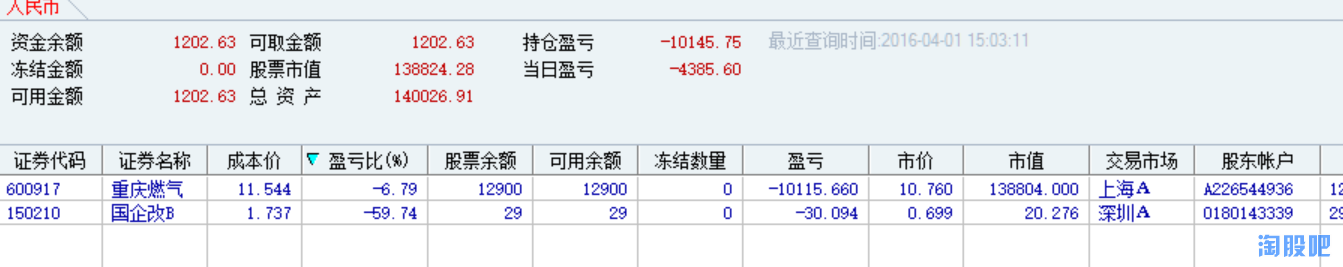 人民币
资金余额 1202.63 可取金额 1202.63 持仓盈亏 -10145.75 最近查询时间:2016-04-01 15:03:11
冻结金额 0.00 股票市值 138824.28 当日盈亏 -4385.60
可用金额 1202.63 总 资 产 140026.91
证券代码 证券名称 成本价 盈亏比(%) 股票余额 可用余额 冻结数量 盈亏 市价 市值 交易市场 股东帐户
600917 重庆燃气 11.544 -6.79 12900 12900 0 -10115.660 10.760 138804.000 上海A A226544936 12
150210 国企改B 1.737 -59.74 29 29 0 -30.094 0.699 20.276 深圳A 0180143339 29
淘股吧